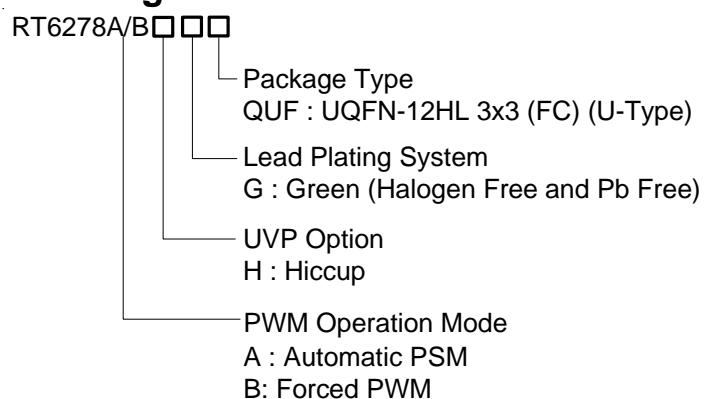 RT6278A/B□□□
Package Type
QUF : UQFN-12HL 3x3 (FC) (U-Type)
Lead Plating System
G : Green (Halogen Free and Pb Free)
UVP Option
H : Hiccup
PWM Operation Mode
A : Automatic PSM
B: Forced PWM